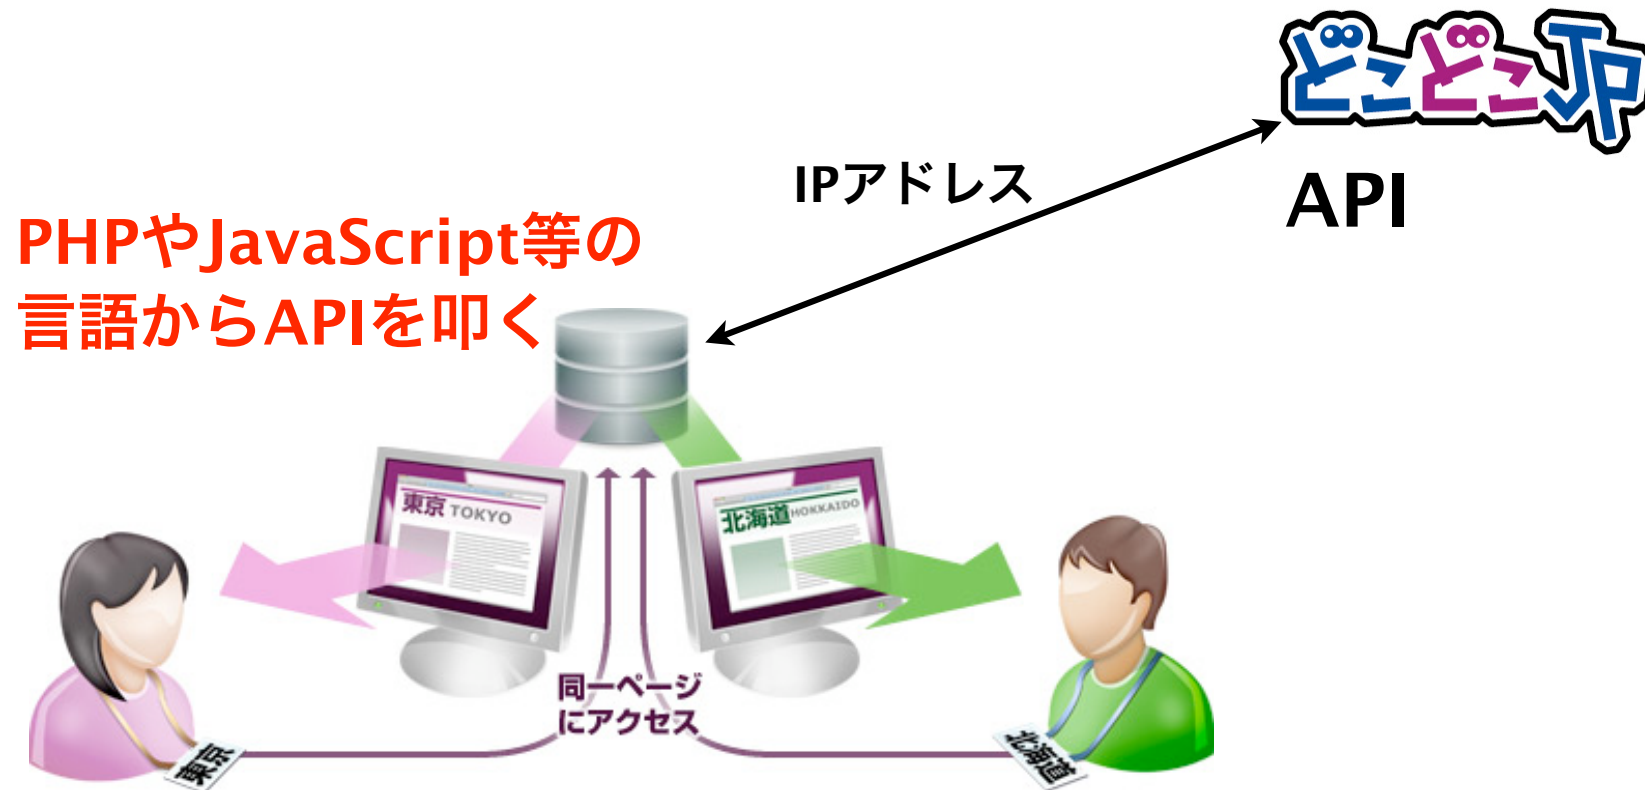 どこどこJP
IPアドレス
API
PHPやJavaScript等の
言語からAPIを叩く
東京 TOKYO
北海道 HOKKAIDO
同一ページ
にアクセス
東京
北海道